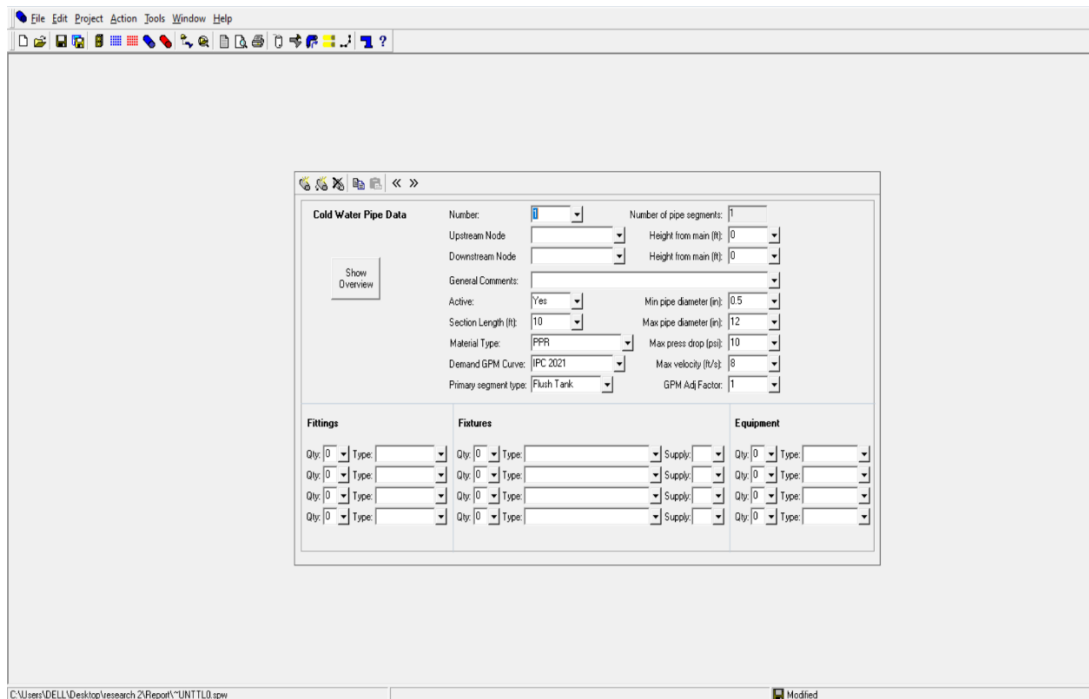 File Edit Project Action Tools Window Help
Cold Water Pipe Data
Show
Overview
Number: 1 Number of pipe segments: 1
Upstream Node Height from main (ft): 0
Downstream Node Height from main (ft): 0
General Comments:
Active: Yes Min pipe diameter (in): 0.5
Section Length (ft): 10 Max pipe diameter (in): 12
Material Type: PPR Max press drop (psi): 10
Demand GPM Curve: IPC 2021 Max velocity (ft/s): 8
Primary segment type: Flush Tank GPM Adj Factor: 1
Fittings Fixtures Equipment
Qty: 0 Type: Qty: 0 Type: Supply: Qty: 0 Type:
Qty: 0 Type: Qty: 0 Type: Supply: Qty: 0 Type:
Qty: 0 Type: Qty: 0 Type: Supply: Qty: 0 Type:
Qty: 0 Type: Qty: 0 Type: Supply: Qty: 0 Type:
C:\Users\DELL\Desktop\research 2\Report\~UNTTL0.spw Modified